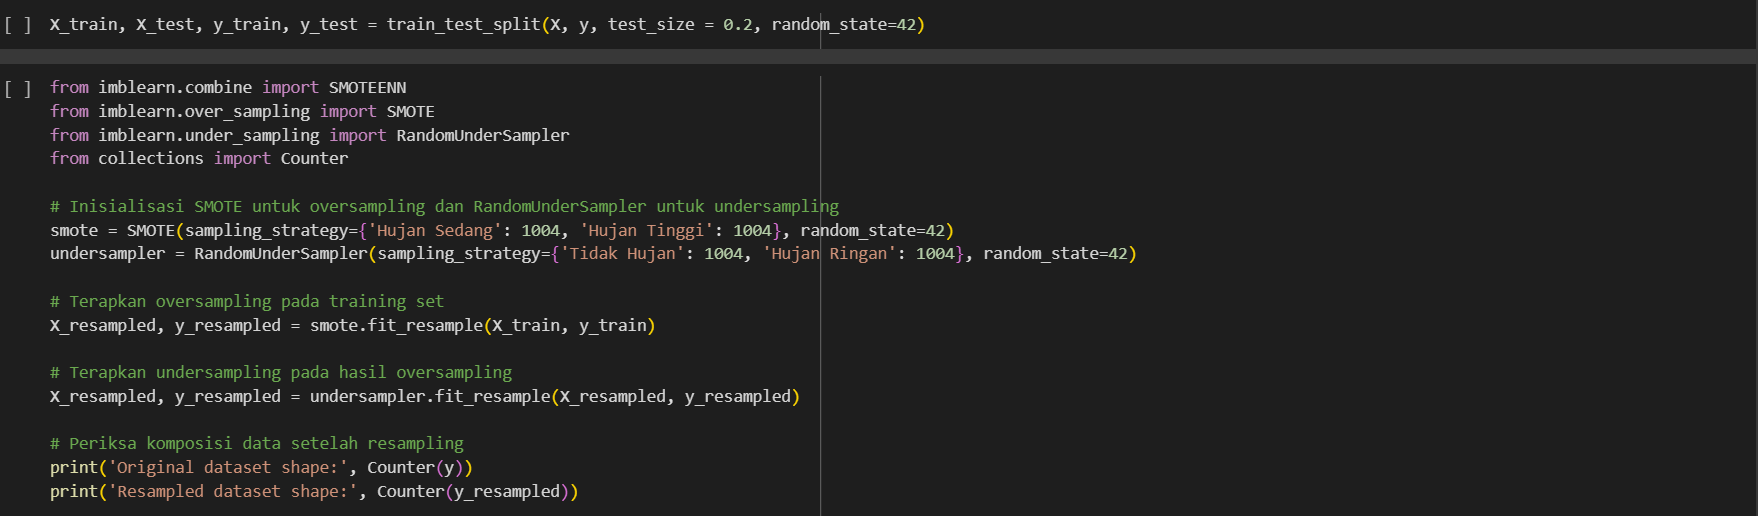 [ ] X_train, X_test, y_train, y_test = train_test_split(X, y, test_size = 0.2, random_state=42)
[ ] from imblearn.combine import SMOTEENN
from imblearn.over_sampling import SMOTE
from imblearn.under_sampling import RandomUnderSampler
from collections import Counter
# Inisialisasi SMOTE untuk oversampling dan RandomUnderSampler untuk undersampling
smote = SMOTE(sampling_strategy={'Hujan Sedang': 1004, 'Hujan Tinggi': 1004}, random_state=42)
undersampler = RandomUnderSampler(sampling_strategy={'Tidak Hujan': 1004, 'Hujan Ringan': 1004}, random_state=42)
# Terapkan oversampling pada training set
X_resampled, y_resampled = smote.fit_resample(X_train, y_train)
# Terapkan undersampling pada hasil oversampling
X_resampled, y_resampled = undersampler.fit_resample(X_resampled, y_resampled)
# Periksa komposisi data setelah resampling
print('Original dataset shape:', Counter(y))
print('Resampled dataset shape:', Counter(y_resampled))